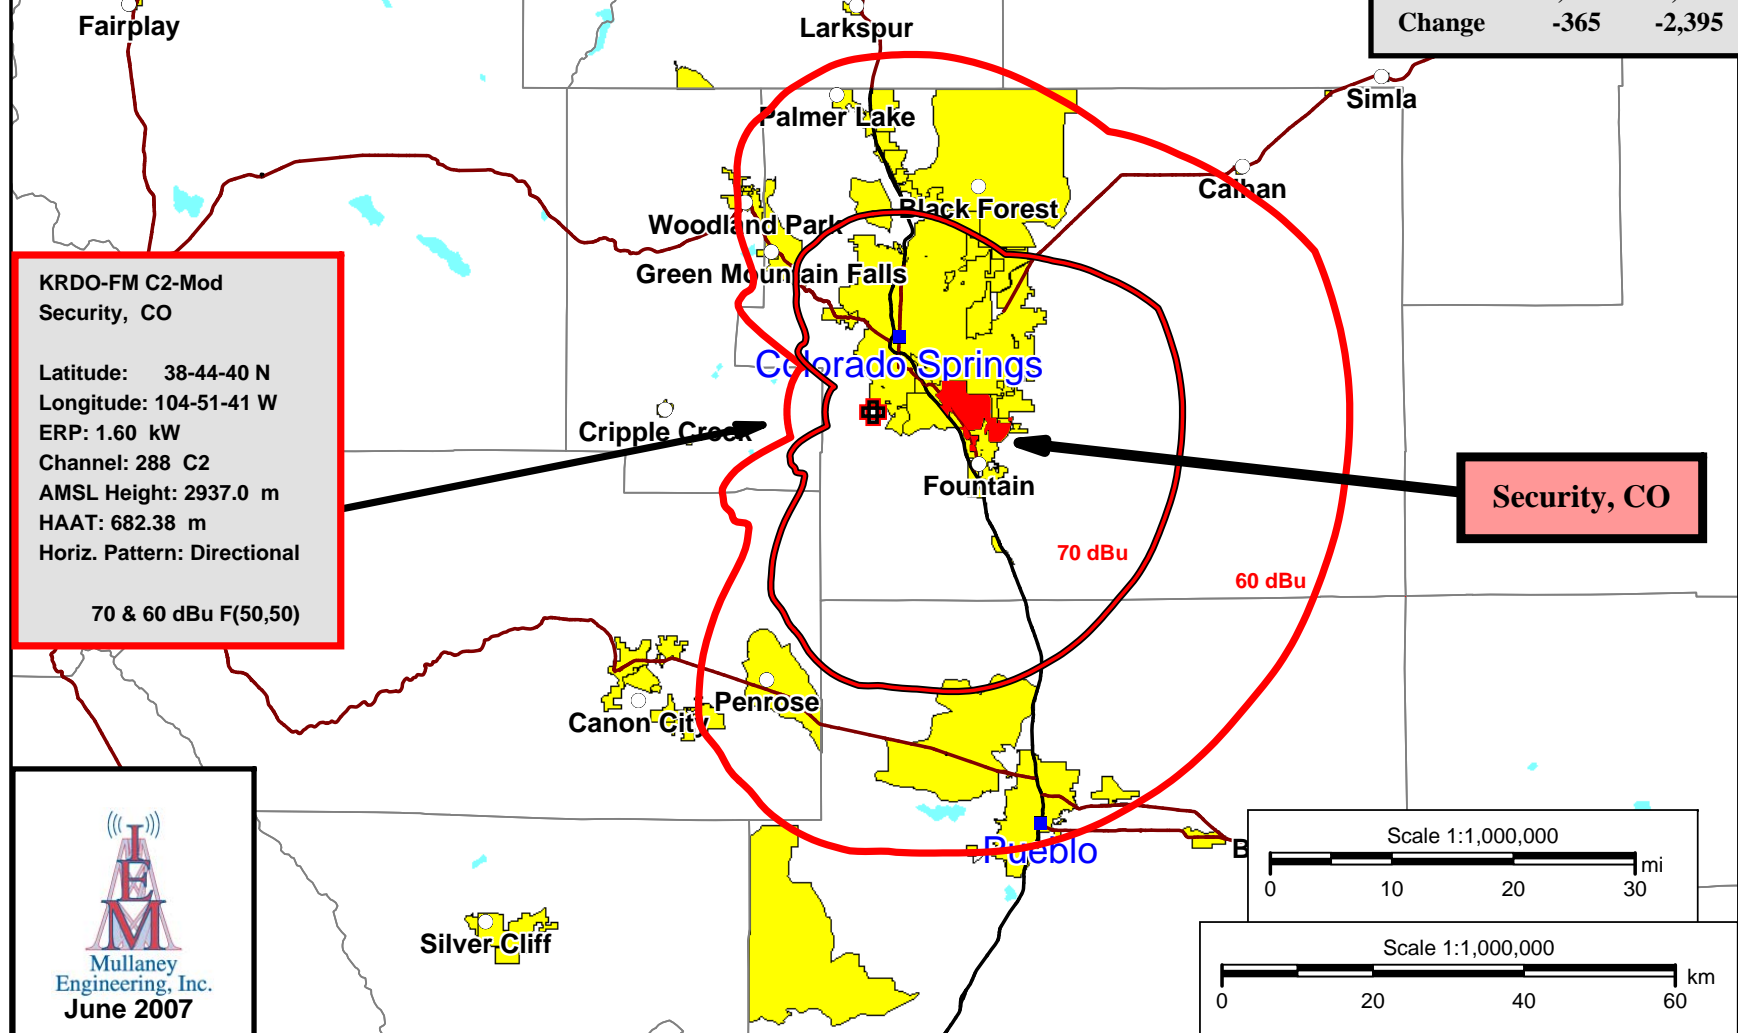 Change -365 -2,395
Fairplay
Larkspur
Simla
Palmer Lake
Calhan
Black Forest
Woodland Park
Green Mountain Falls
KRDO-FM C2-Mod
Security, CO
Latitude: 38-44-40 N
Longitude: 104-51-41 W
ERP: 1.60 kW
Channel: 288 C2
AMSL Height: 2937.0 m
HAAT: 682.38 m
Horiz. Pattern: Directional
70 & 60 dBu F(50,50)
Colorado Springs
Cripple Creek
Fountain
Security, CO
70 dBu
60 dBu
Penrose
Canon City
Pueblo
B
Silver Cliff
IEM
Mullaney
Engineering, Inc.
June 2007
Scale 1:1,000,000
mi
0 10 20 30
Scale 1:1,000,000
km
0 20 40 60